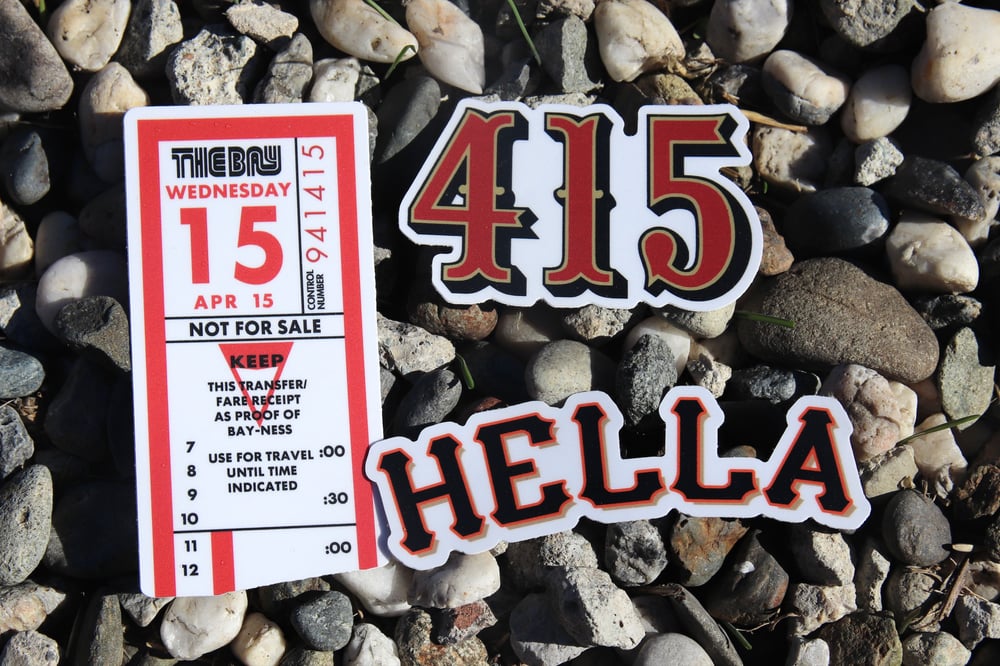 THE BAY
WEDNESDAY
15
APR 15
CONTROL
NUMBER
941415
NOT FOR SALE
KEEP
THIS TRANSFER/
FARE RECEIPT
AS PROOF OF
BAY-NESS
7
8
9
10
USE FOR TRAVEL
UNTIL TIME
INDICATED
:00
:30
11
12
:00
415
HELLA